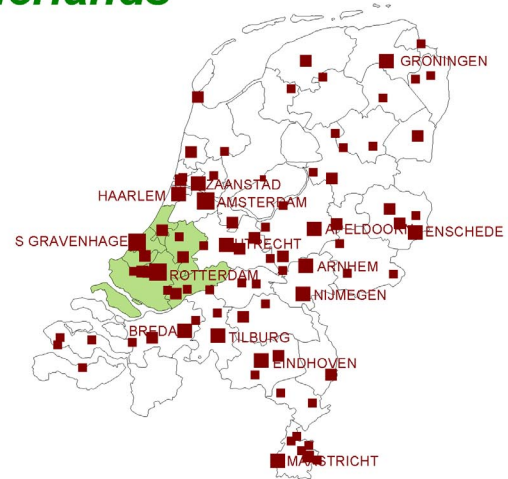 GRONINGEN
ZAANSTAD
HAARLEM
AMSTERDAM
S GRAVENHAGE
UTRECHT
APELDOORN
ENSCHEDE
ROTTERDAM
ARNHEM
NIJMEGEN
BREDA
TILBURG
EINDHOVEN
MAASTRICHT